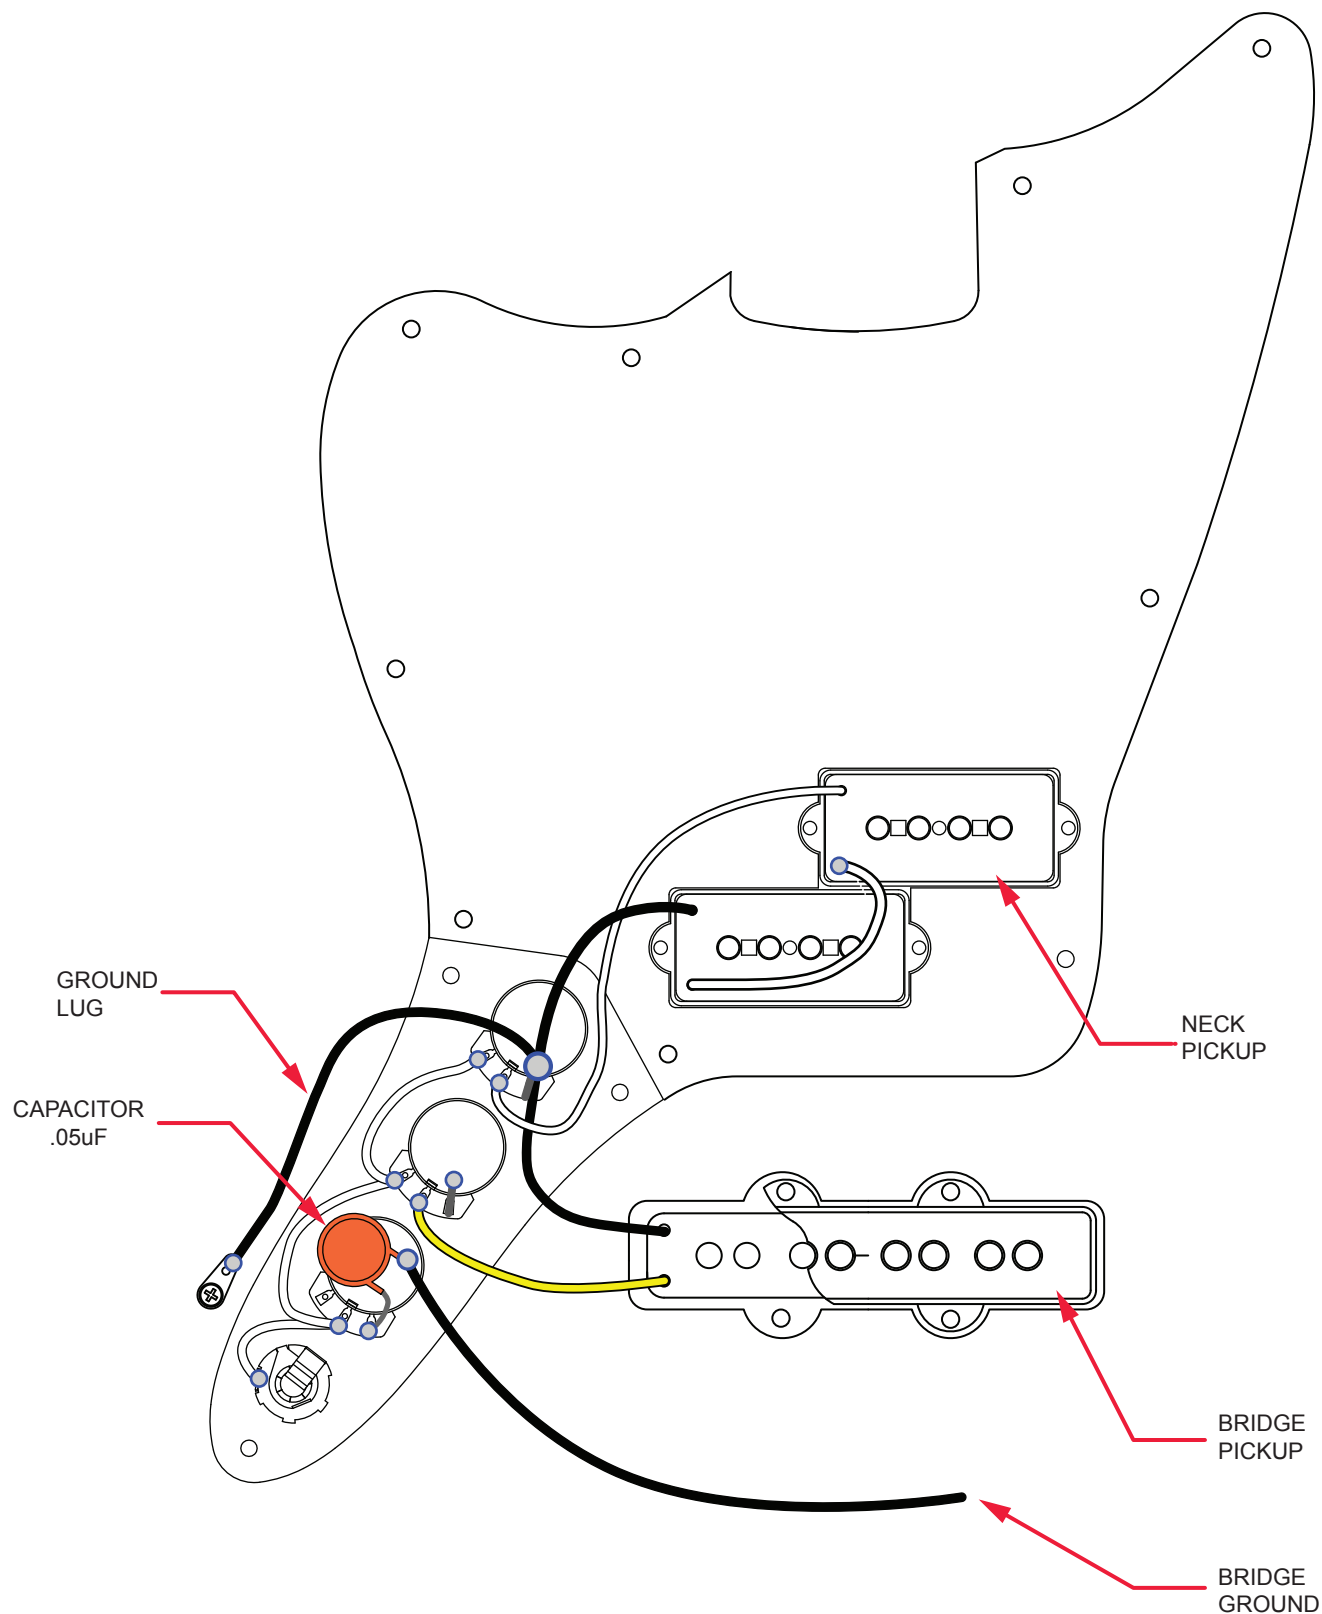 GROUND
LUG
NECK
PICKUP
CAPACITOR
.05uF
BRIDGE
PICKUP
BRIDGE
GROUND